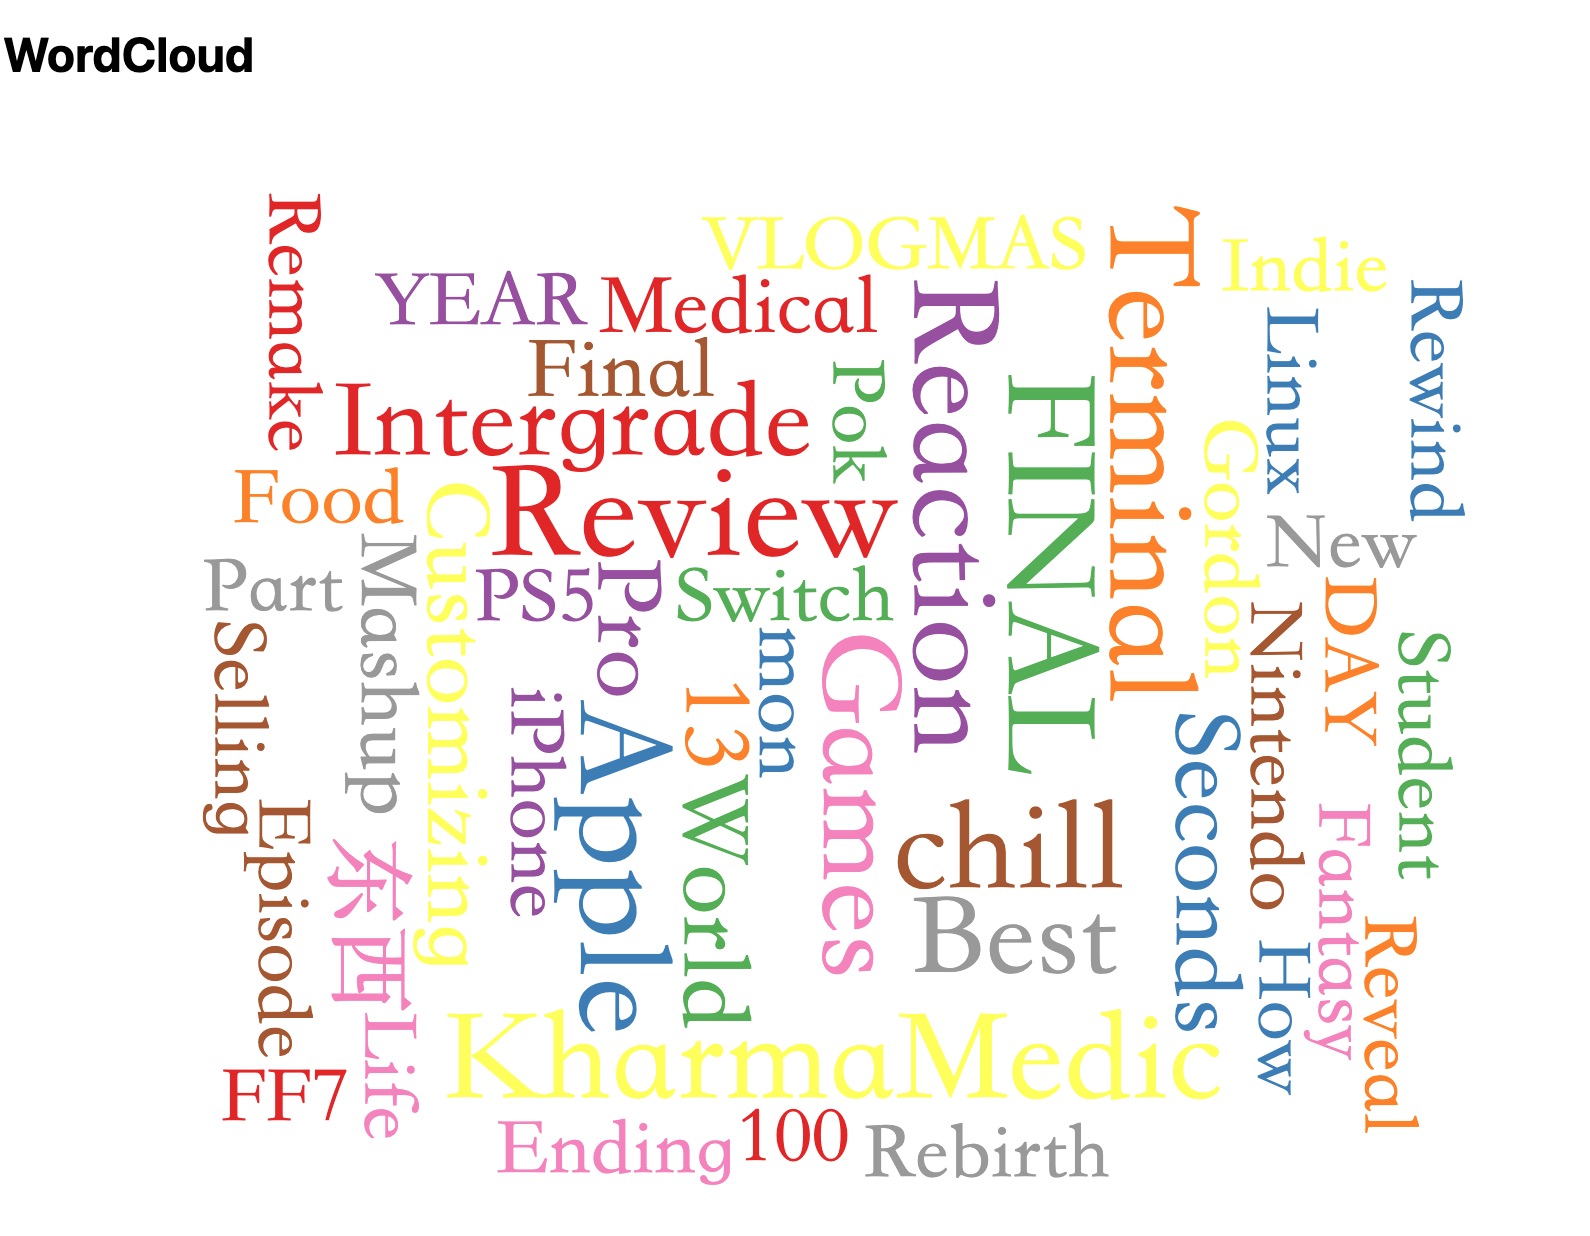 WordCloud
Remake
VLOGMAS
Terminal
Indie
YEAR
Medical
Reaction
Rewind
Linux
Final
Pok
FINAL
Intergrade
Gordon
Food
Customizing
Review
New
Part
Mashup
PS5
Pro
Switch
DAY
Selling
mon
Games
Nintendo
Student
iPhone
Apple
13
World
Seconds
Episode
东西
chill
Fantasy
Best
How
Reveal
Life
KharmaMedic
FF7
Ending
100
Rebirth